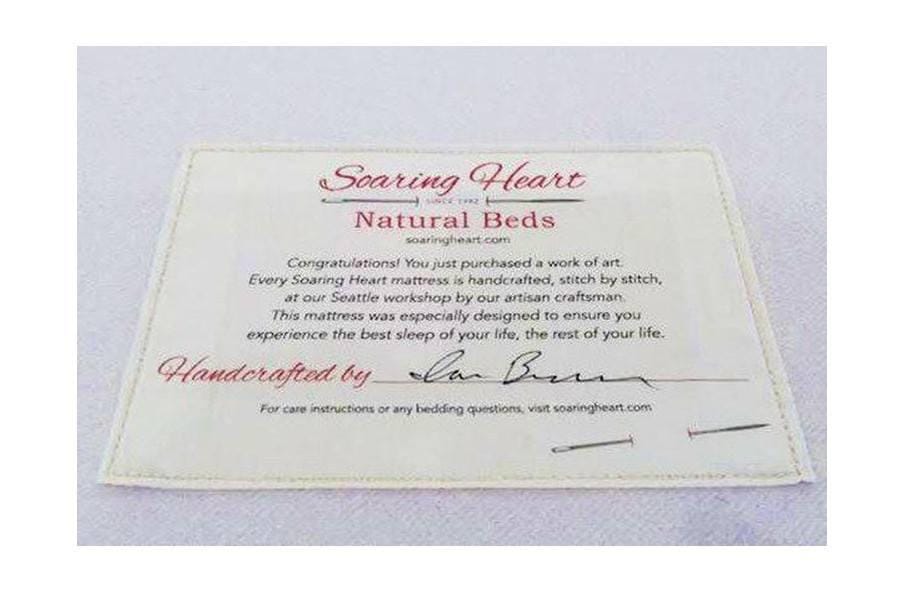 Soaring Heart
SINCE 1982
Natural Beds
soaringheart.com
Congratulations! You just purchased a work of art.
Every Soaring Heart mattress is handcrafted, stitch by stitch,
at our Seattle workshop by our artisan craftsman.
This mattress was especially designed to ensure you
experience the best sleep of your life, the rest of your life.
Handcrafted by
For care instructions or any bedding questions, visit soaringheart.com